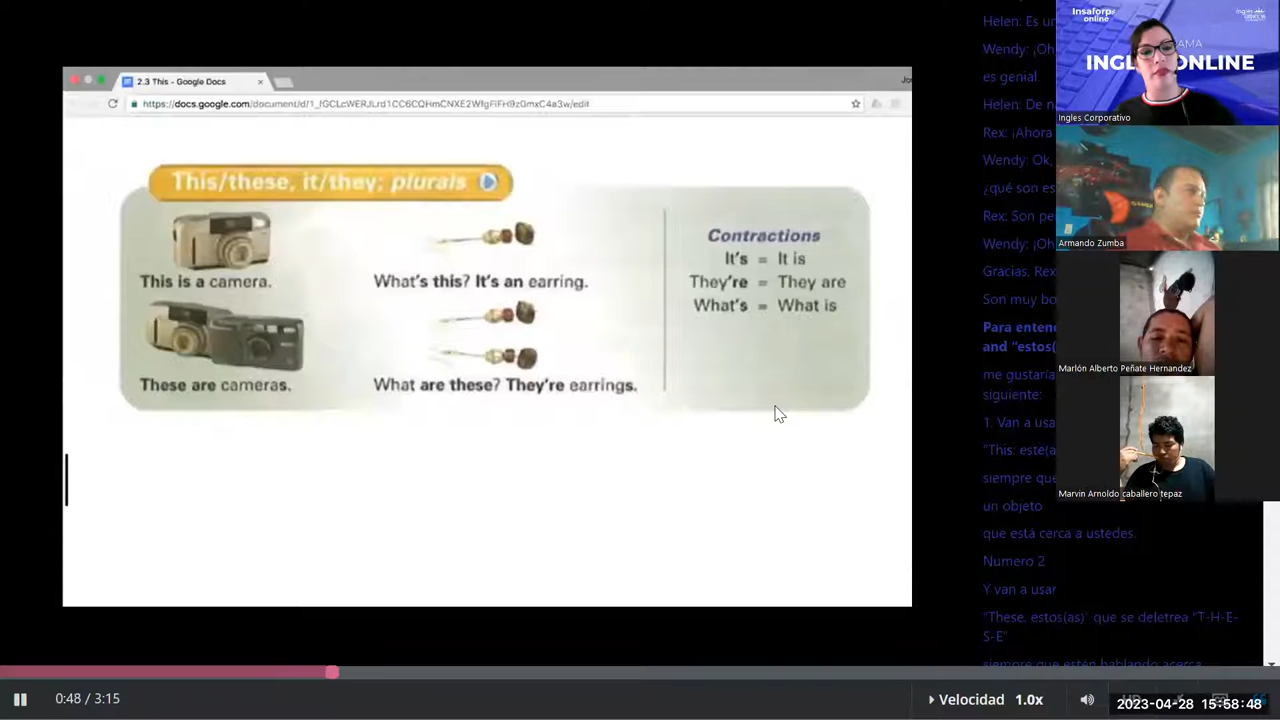 2.3 This - Google Docs
This/these, it/they; plurals
This is a camera.
What's this? It's an earring.
These are cameras.
What are these? They're earrings.
Contractions
It's = It is
They're = They are
What's = What is
Helen: Es un
Wendy: ¡Oh
es genial.
Helen: De n
Rex: ¡Ahora
Wendy: Ok,
¿qué son es
Rex: Son pe
Wendy: ¡Oh
Gracias, Rex
Son muy bo
Para entend
and "estos(
me gustaría
siguiente:
1. Van a usa
"This: este(a
siempre que
un objeto
que está cerca a ustedes.
Numero 2
Y van a usar
"These, estos(as)" que se deletrea "T-H-E-
S-E"
siempre que estén hablando acerca
Insaforp
online
INGL ONLINE
Ingles Corporativo
Armando Zumba
Marlón Alberto Peñate Hernandez
Marvin Arnoldo caballero tepaz
0:48 / 3:15
Velocidad 1.0x
2023-04-28 15:58:48